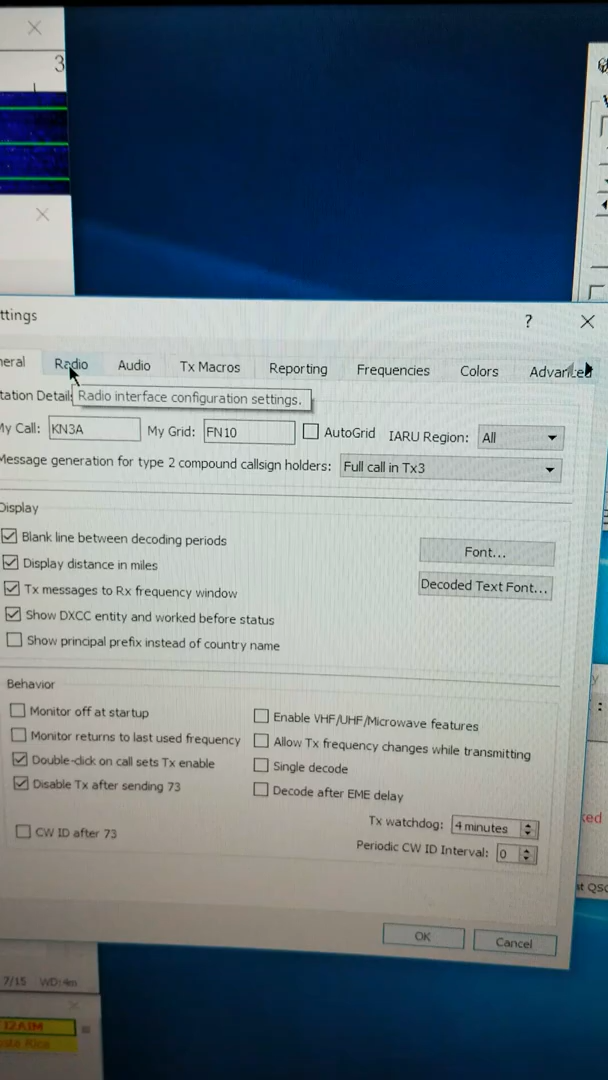 3
ttings
?
neral Radio Audio Tx Macros Reporting Frequencies Colors Advanced
tation Detail
Radio interface configuration settings.
My Call: KN3A My Grid: FN10 AutoGrid IARU Region: All
Message generation for type 2 compound callsign holders: Full call in Tx3
Display
Blank line between decoding periods
Font...
Display distance in miles
Tx messages to Rx frequency window
Decoded Text Font...
Show DXCC entity and worked before status
Show principal prefix instead of country name
Behavior
Monitor off at startup
Enable VHF/UHF/Microwave features
Monitor returns to last used frequency
Allow Tx frequency changes while transmitting
Double-click on call sets Tx enable
Single decode
Disable Tx after sending 73
Decode after EME delay
Tx watchdog: 4 minutes
CW ID after 73
Periodic CW ID Interval: 0
ked
t QSO
OK Cancel
7/15 WD:4m